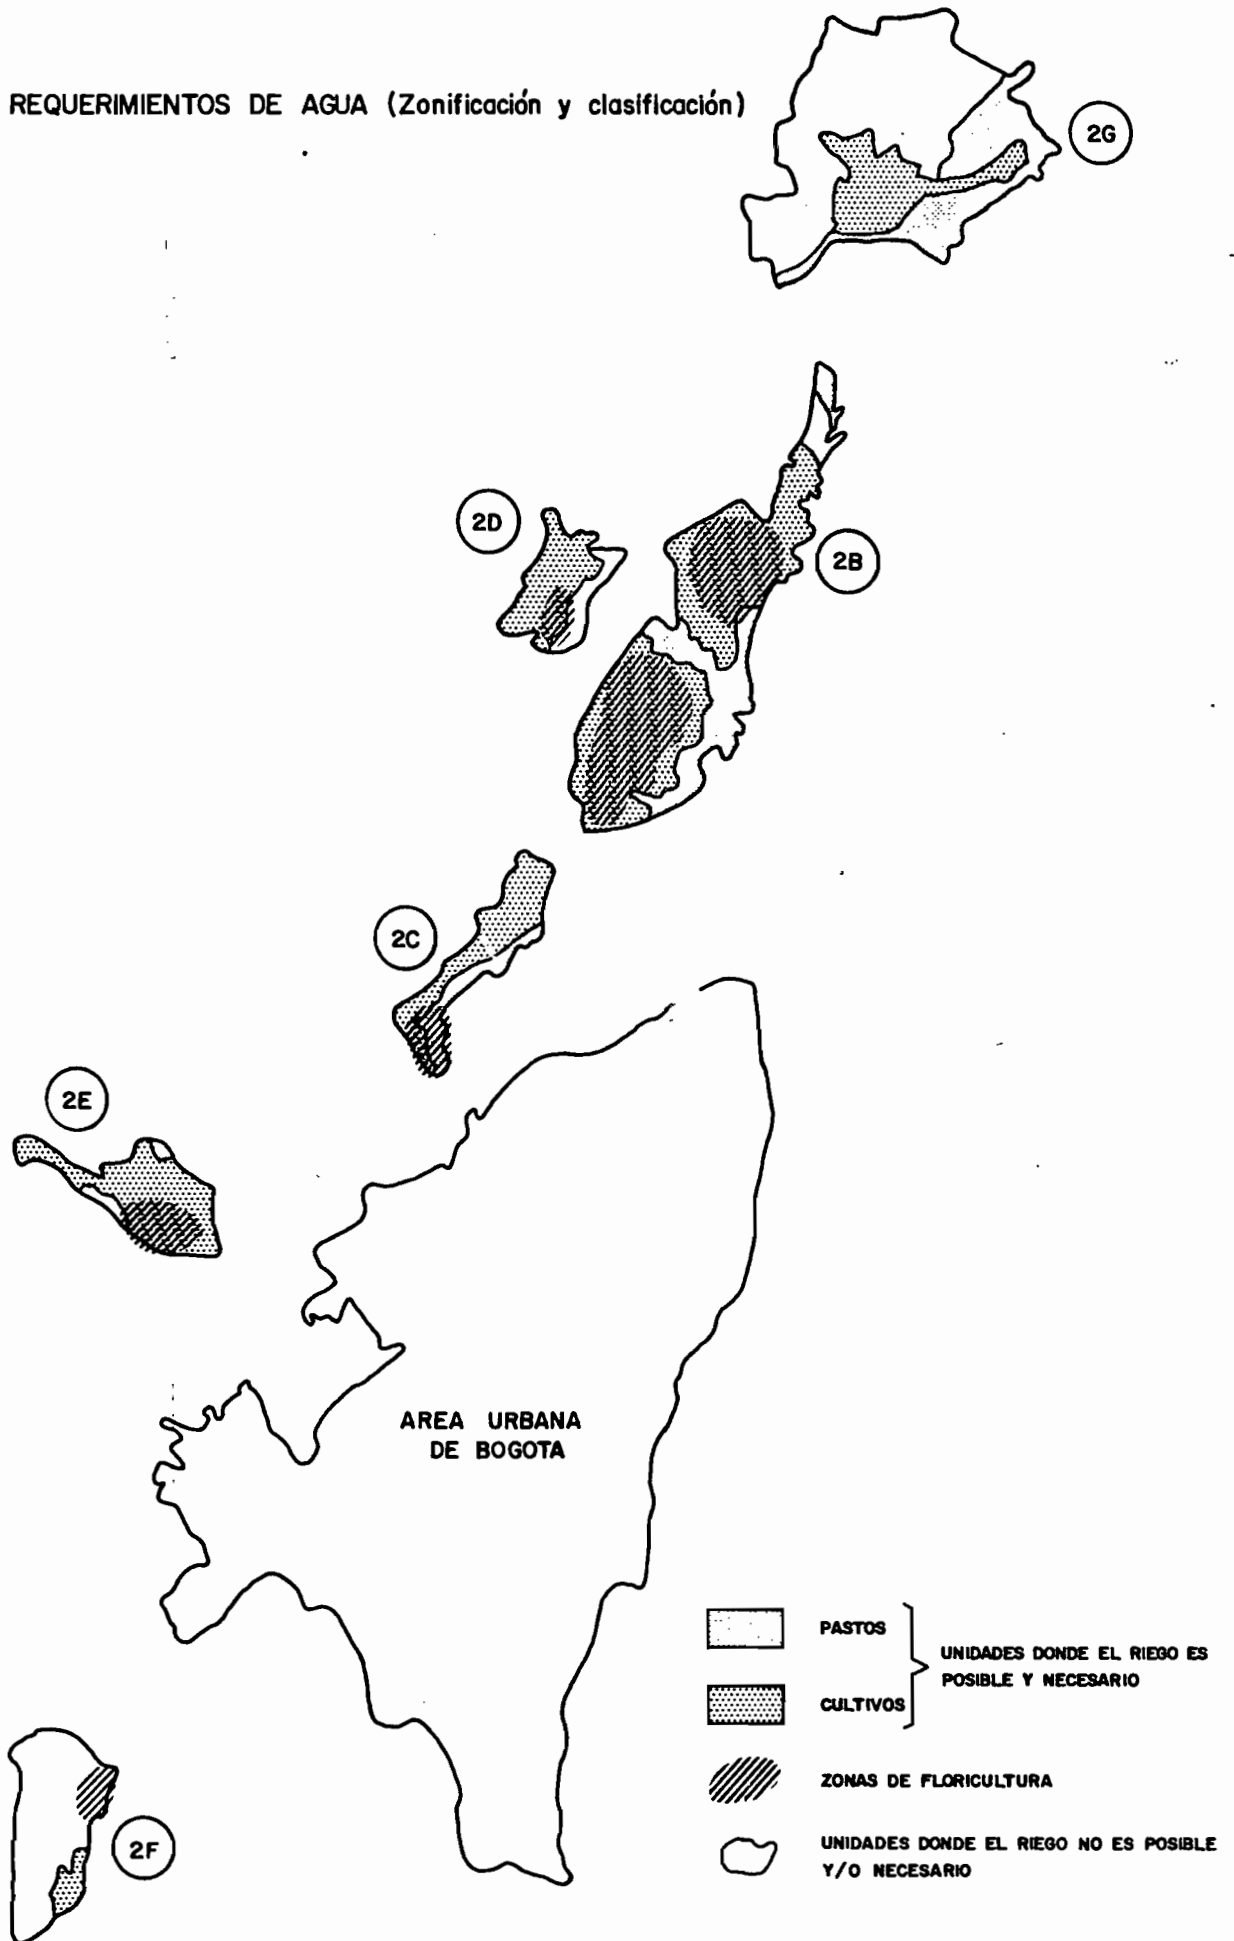 REQUERIMIENTOS DE AGUA (Zonificación y clasificación)
2G
2D
2B
2C
2E
AREA URBANA
DE BOGOTA
PASTOS
UNIDADES DONDE EL RIEGO ES
POSIBLE Y NECESARIO
CULTIVOS
ZONAS DE FLORICULTURA
2F
UNIDADES DONDE EL RIEGO NO ES POSIBLE
Y/O NECESARIO